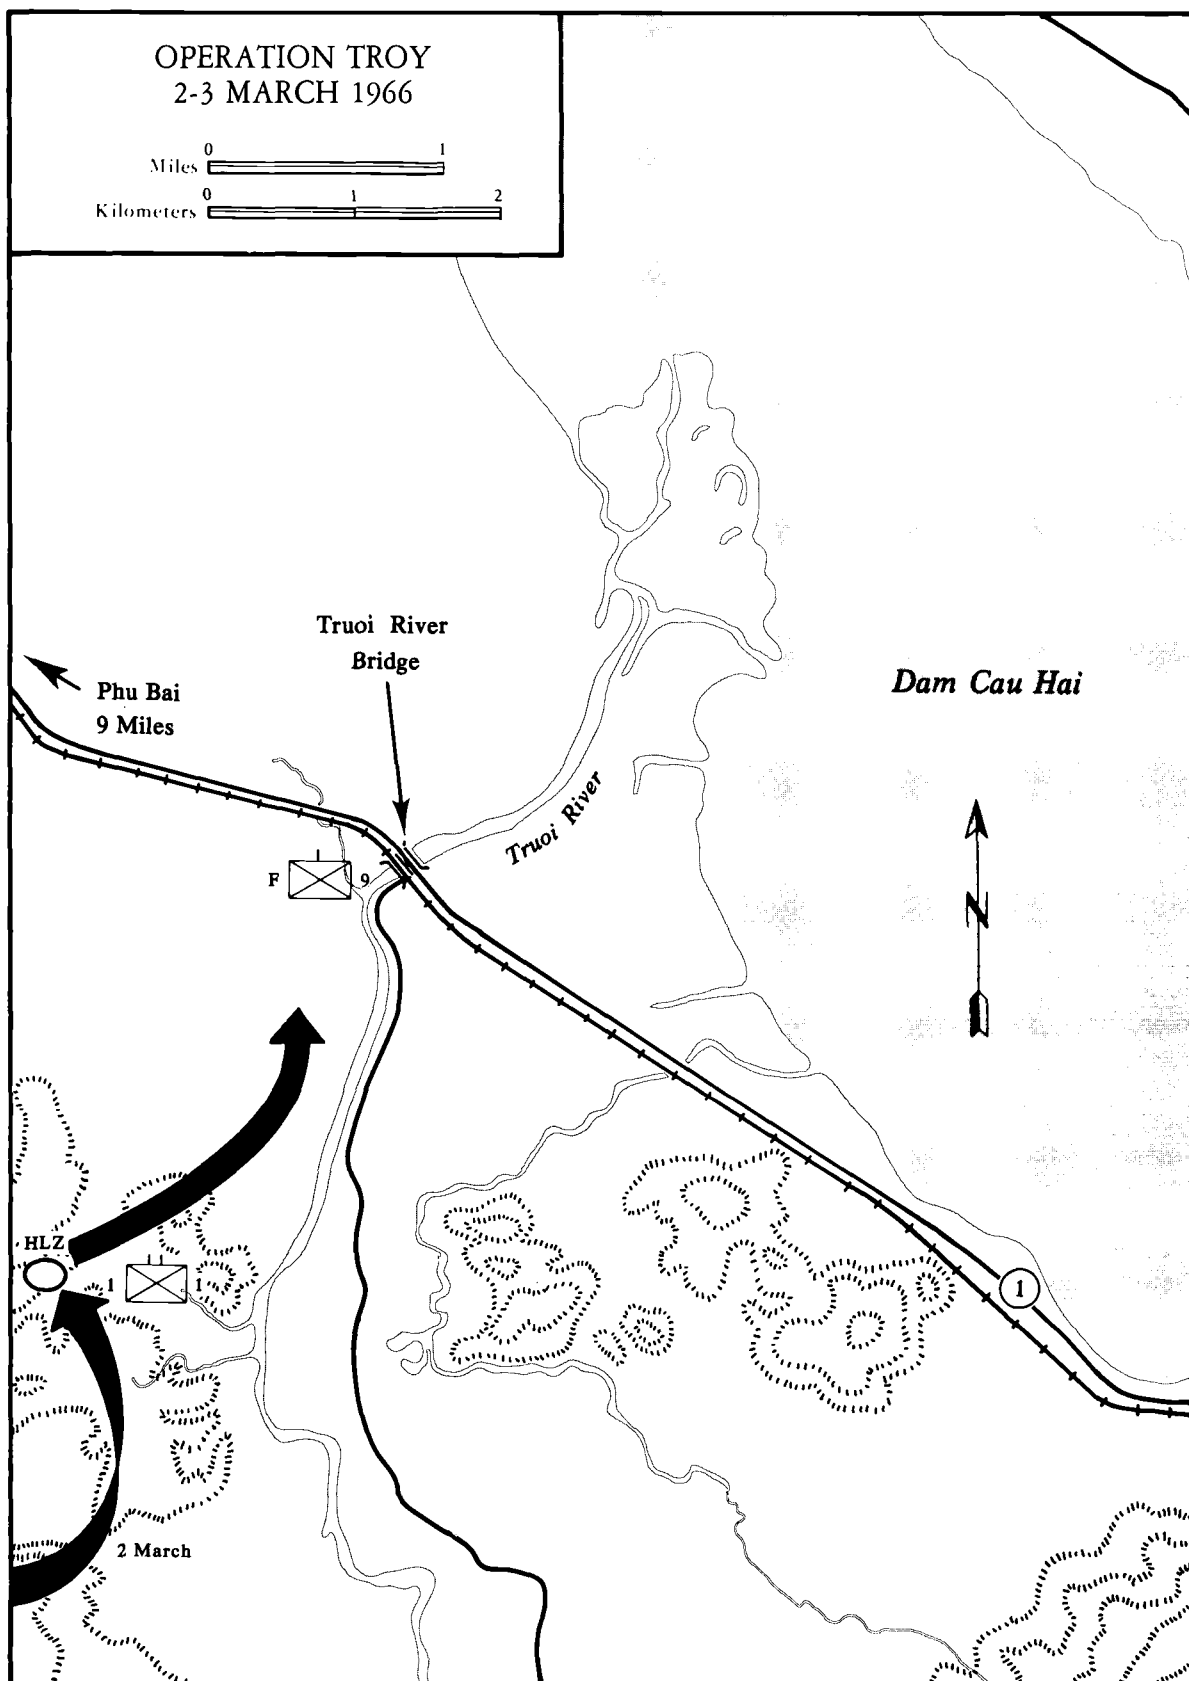 OPERATION TROY
2-3 MARCH 1966
0 1
Miles
0 1 2
Kilometers
Truoi River
Bridge
Phu Bai
9 Miles
Dam Cau Hai
Truoi River
F 9
N
HLZ
1 1
1
2 March